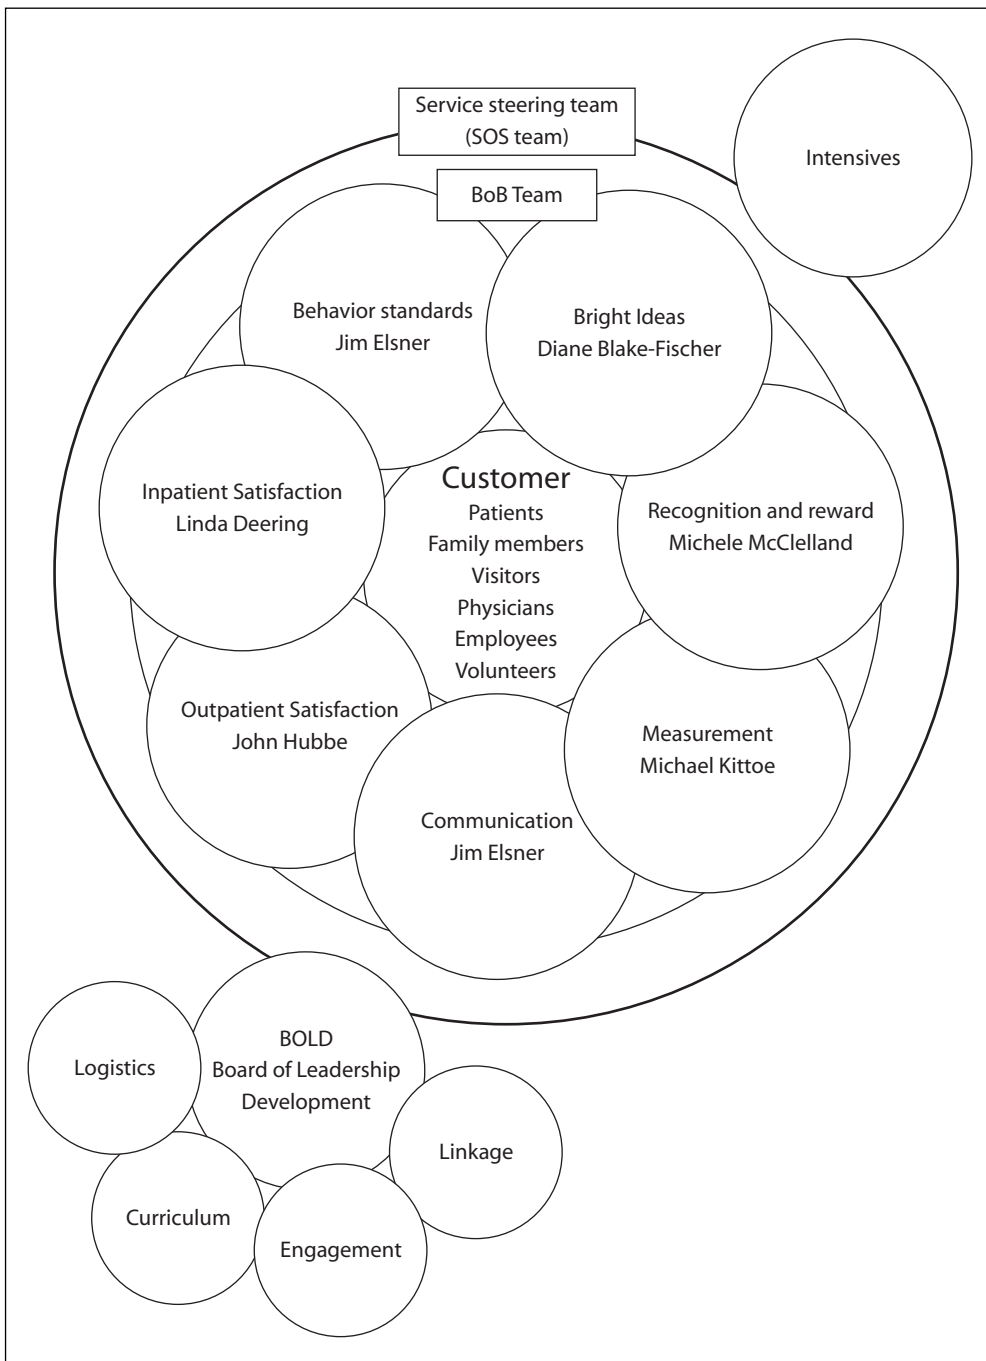 Service steering team
(SOS team)
Intensives
BoB Team
Behavior standards
Jim Elsner
Bright Ideas
Diane Blake-Fischer
Inpatient Satisfaction
Linda Deering
Customer
Patients
Family members
Visitors
Physicians
Employees
Volunteers
Recognition and reward
Michele McClelland
Outpatient Satisfaction
John Hubbe
Measurement
Michael Kittoe
Communication
Jim Elsner
BOLD
Board of Leadership
Development
Logistics
Linkage
Curriculum
Engagement